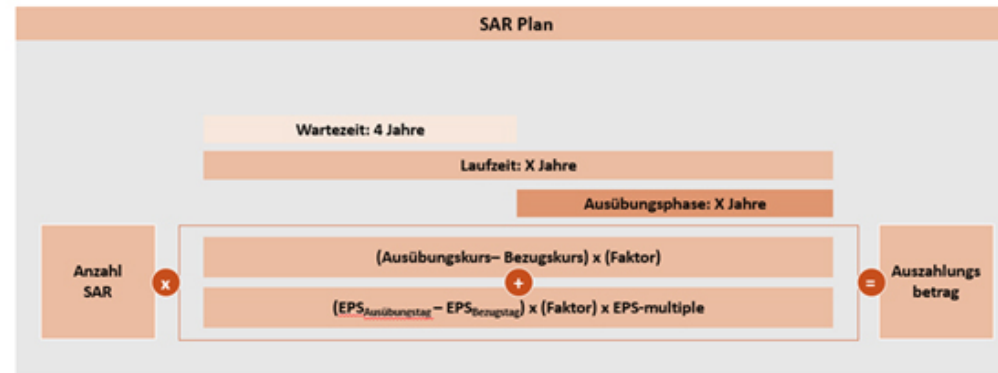 SAR Plan
Wartezeit: 4 Jahre
Laufzeit: X Jahre
Ausübungsphase: X Jahre
Anzahl
SAR
x
(Ausübungskurs– Bezugskurs) x (Faktor)
+
(EPSAusübungstag – EPSBezugstag) x (Faktor) x EPS-multiple
=
Auszahlungs
betrag